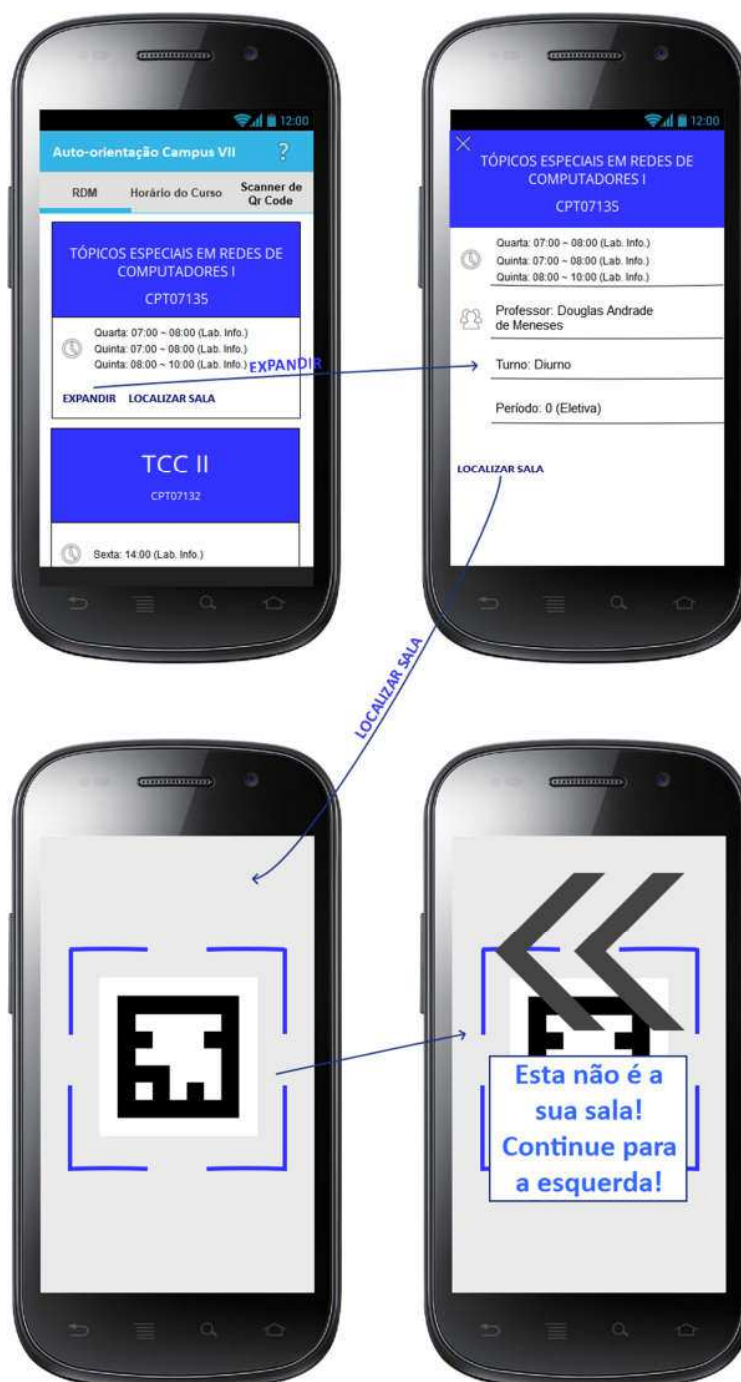 12:00
Auto-orientação Campus VII ?
RDM Horário do Curso Scanner de
Qr Code
TÓPICOS ESPECIAIS EM REDES DE
COMPUTADORES I
CPT07135
Quarta: 07:00 ~ 08:00 (Lab. Info.)
Quinta: 07:00 ~ 08:00 (Lab. Info.)
Quinta: 08:00 ~ 10:00 (Lab. Info.)
EXPANDIR LOCALIZAR SALA
TCC II
CPT07132
Sexta: 14:00 (Lab. Info.)
EXPANDIR
12:00
TÓPICOS ESPECIAIS EM REDES DE
COMPUTADORES I
CPT07135
Quarta: 07:00 ~ 08:00 (Lab. Info.)
Quinta: 07:00 ~ 08:00 (Lab. Info.)
Quinta: 08:00 ~ 10:00 (Lab. Info.)
Professor: Douglas Andrade
de Meneses
Turno: Diurno
Período: 0 (Eletiva)
LOCALIZAR SALA
LOCALIZAR SALA
Esta não é a
sua sala!
Continue para
a esquerda!